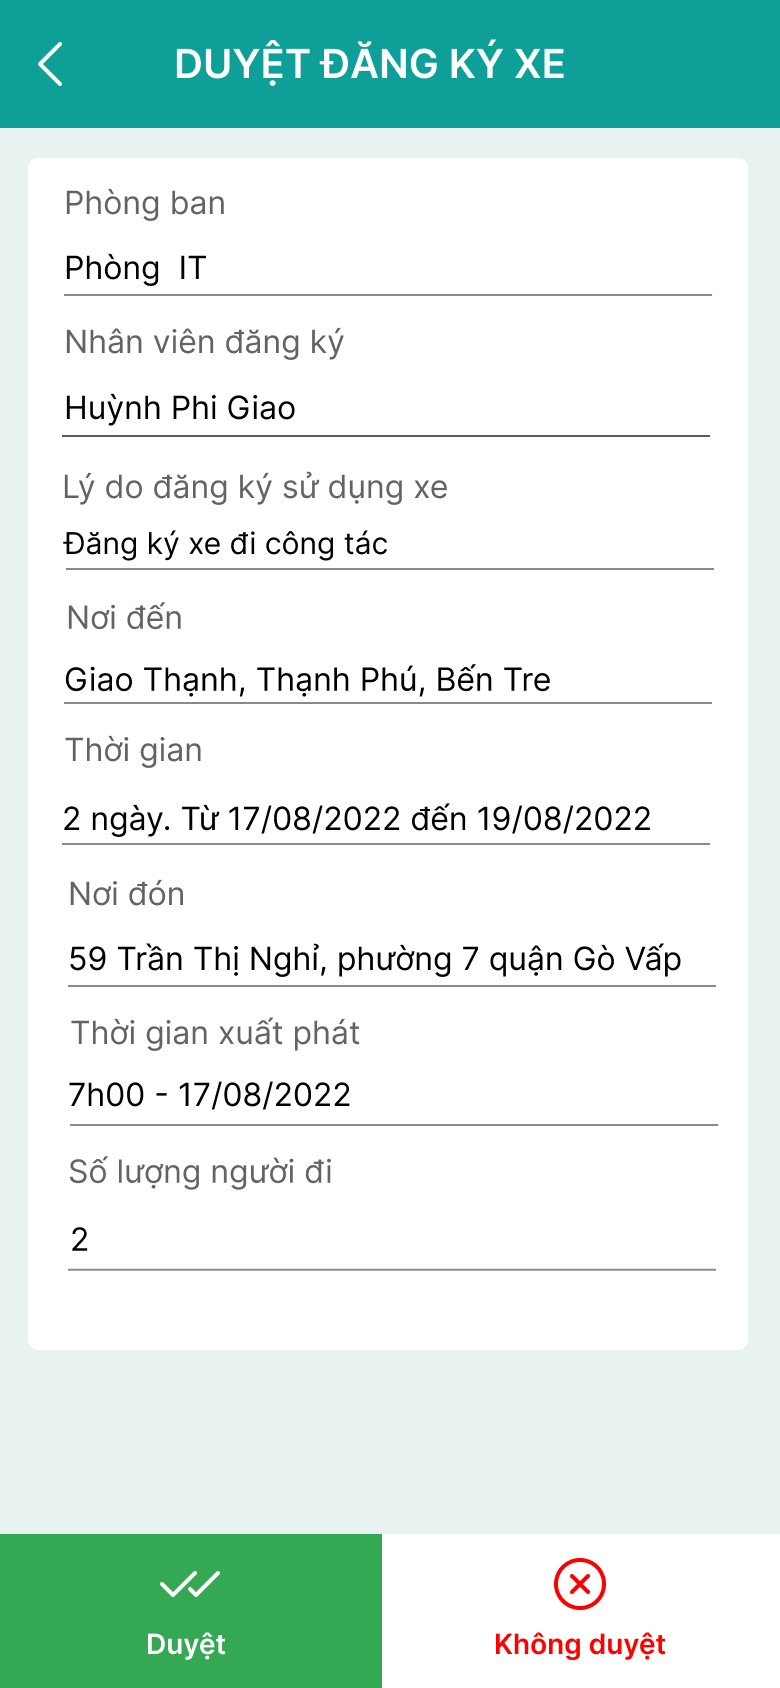 DUYỆT ĐĂNG KÝ XE
Phòng ban
Phòng  IT
Nhân viên đăng ký
Huỳnh Phi Giao
Lý do đăng ký sử dụng xe
Đăng ký xe đi công tác
Nơi đến
Giao Thạnh, Thạnh Phú, Bến Tre
Thời gian
2 ngày. Từ 17/08/2022 đến 19/08/2022
Nơi đón
59 Trần Thị Nghỉ, phường 7 quận Gò Vấp
Thời gian xuất phát
7h00 - 17/08/2022
Số lượng người đi
2
Duyệt
Không duyệt